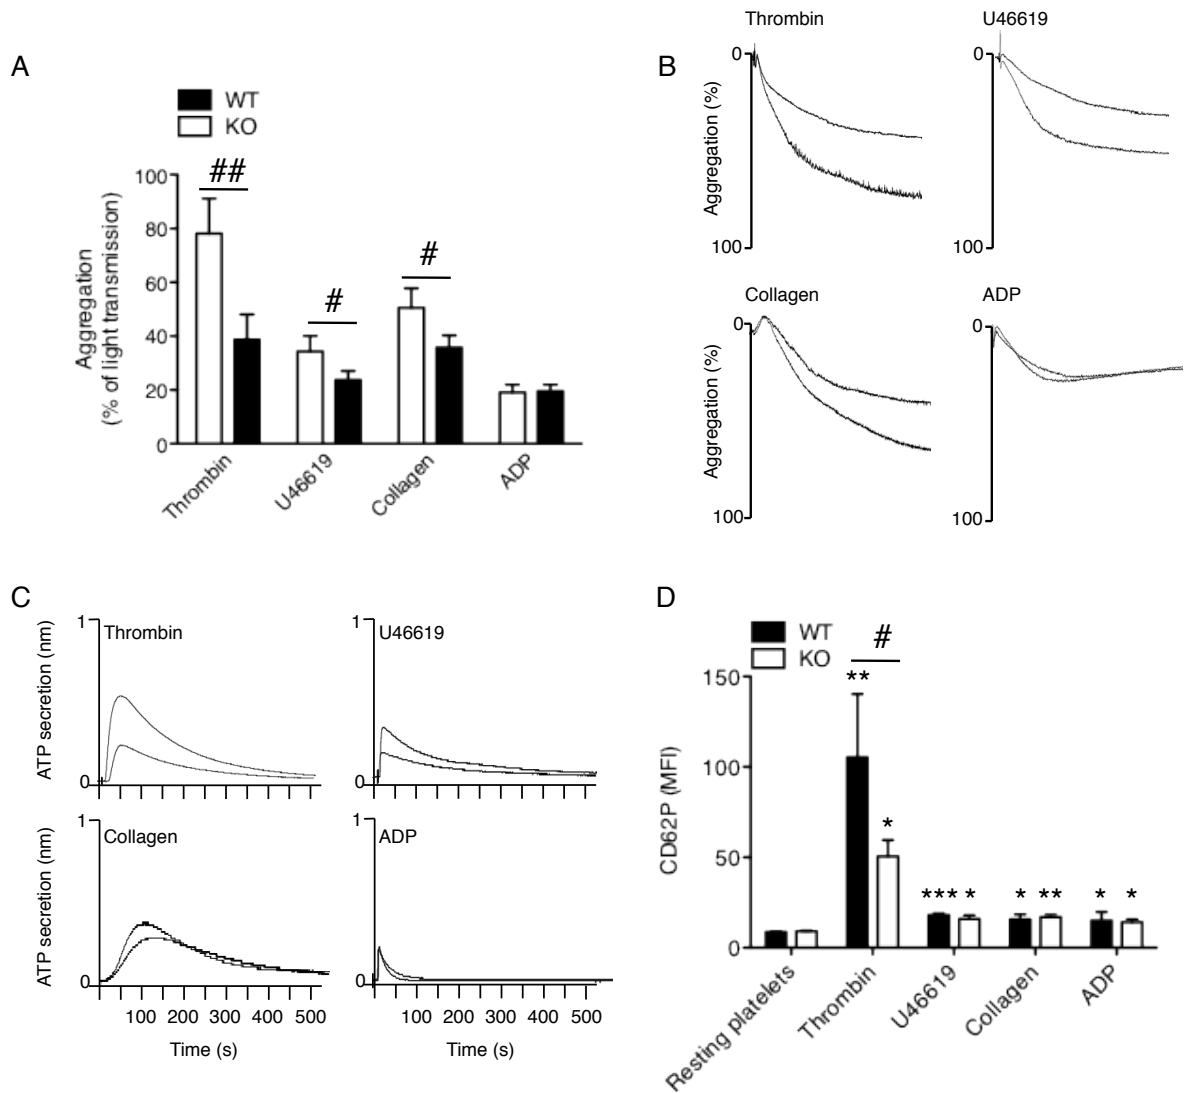 A
WT
KO
##
#
#
100
80
60
40
20
0
Aggregation
(% of light transmission)
Thrombin
U46619
Collagen
ADP
B
Thrombin
U46619
0
0
Aggregation (%)
100
100
Collagen
ADP
0
0
Aggregation (%)
100
100
C
1
1
Thrombin
U46619
ATP secretion (nm)
0
0
1
1
Collagen
ADP
ATP secretion (nm)
0
0
100 200 300 400 500
100 200 300 400 500
Time (s)
Time (s)
D
WT
KO
#
**
*
*** *
* **
* *
150
100
50
0
CD62P (MFI)
Resting platelets
Thrombin
U46619
Collagen
ADP